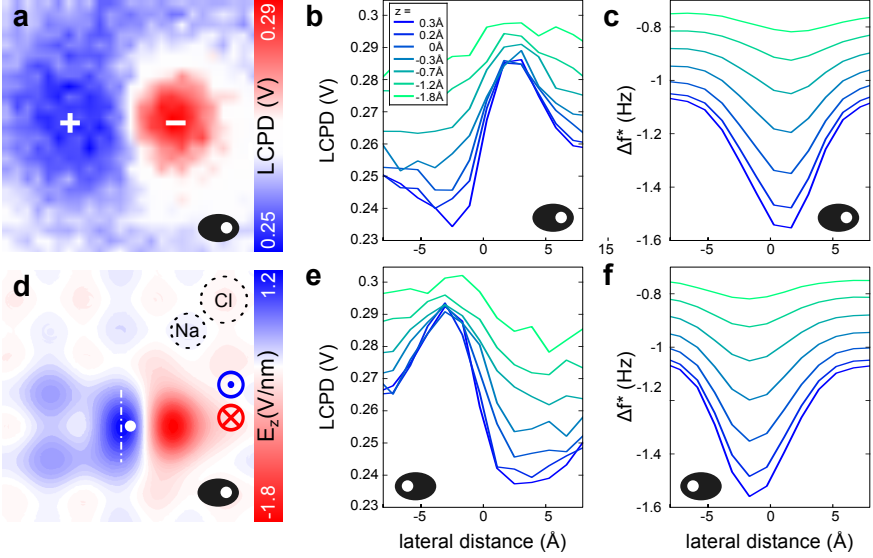 a
+
−
0.29
LCPD (V)
0.25
b
0.3
0.29
0.28
0.27
0.26
0.25
0.24
0.23
LCPD (V)
z =
0.3Å
0.2Å
0Å
-0.3Å
-0.7Å
-1.2Å
-1.8Å
-5
0
5
15
c
-0.8
-1
-1.2
-1.4
-1.6
Δf* (Hz)
-5
0
5
d
Cl
Na
1.2
E_z(V/nm)
-1.8
e
0.3
0.29
0.28
0.27
0.26
0.25
0.24
0.23
LCPD (V)
-5
0
5
lateral distance (Å)
f
-0.8
-1
-1.2
-1.4
-1.6
Δf* (Hz)
-5
0
5
lateral distance (Å)